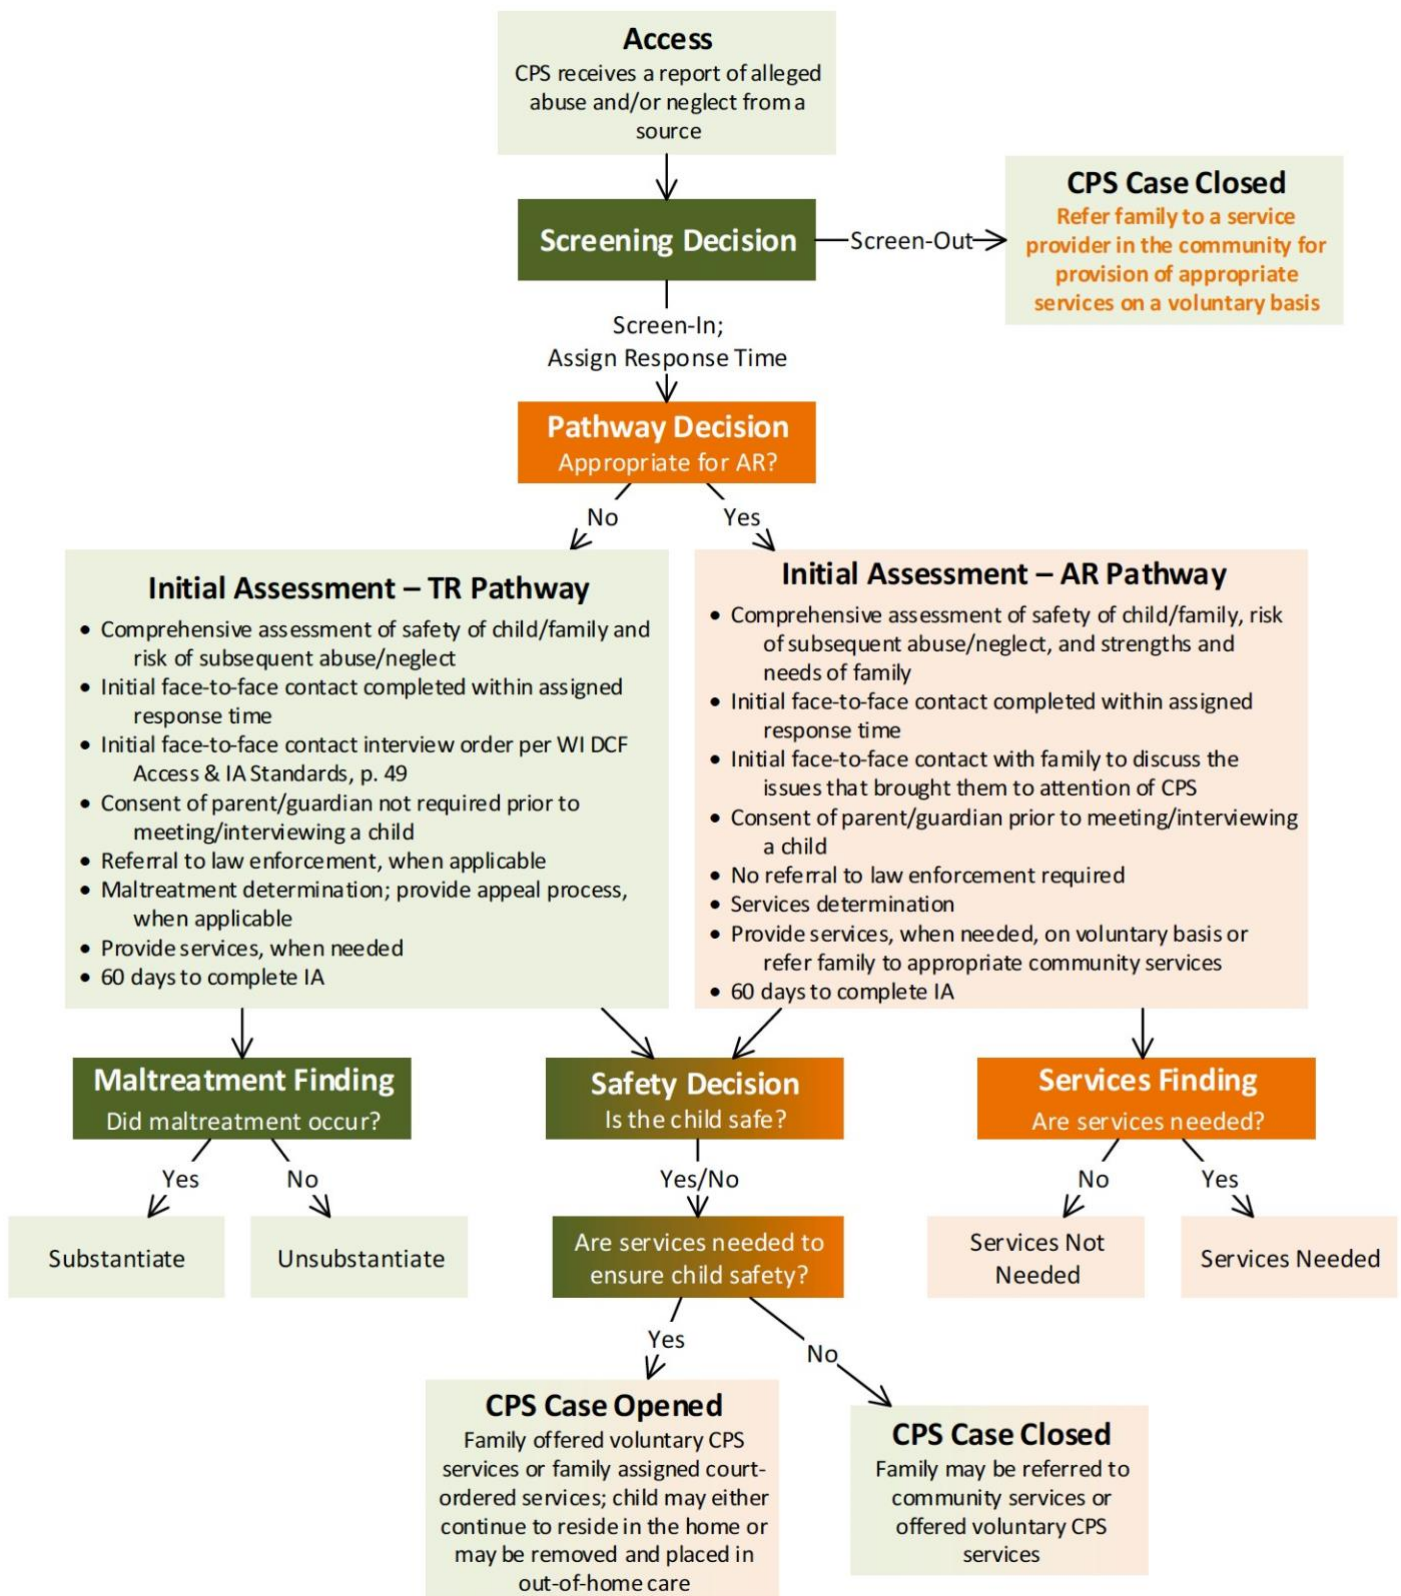 Access
CPS receives a report of alleged
abuse and/or neglect from a
source
CPS Case Closed
Refer family to a service
provider in the community for
provision of appropriate
services on a voluntary basis
Screening Decision
Screen-Out
Screen-In;
Assign Response Time
Pathway Decision
Appropriate for AR?
No
Yes
Initial Assessment – TR Pathway
• Comprehensive assessment of safety of child/family and
risk of subsequent abuse/neglect
• Initial face-to-face contact completed within assigned
response time
• Initial face-to-face contact interview order per WI DCF
Access & IA Standards, p. 49
• Consent of parent/guardian not required prior to
meeting/interviewing a child
• Referral to law enforcement, when applicable
• Maltreatment determination; provide appeal process,
when applicable
• Provide services, when needed
• 60 days to complete IA
Initial Assessment – AR Pathway
• Comprehensive assessment of safety of child/family, risk
of subsequent abuse/neglect, and strengths and
needs of family
• Initial face-to-face contact completed within assigned
response time
• Initial face-to-face contact with family to discuss the
issues that brought them to attention of CPS
• Consent of parent/guardian prior to meeting/interviewing
a child
• No referral to law enforcement required
• Services determination
• Provide services, when needed, on voluntary basis or
refer family to appropriate community services
• 60 days to complete IA
Maltreatment Finding
Did maltreatment occur?
Safety Decision
Is the child safe?
Services Finding
Are services needed?
Yes
No
Yes/No
No
Yes
Substantiate
Unsubstantiate
Are services needed to
ensure child safety?
Services Not
Needed
Services Needed
Yes
No
CPS Case Opened
Family offered voluntary CPS
services or family assigned court-
ordered services; child may either
continue to reside in the home or
may be removed and placed in
out-of-home care
CPS Case Closed
Family may be referred to
community services or
offered voluntary CPS
services